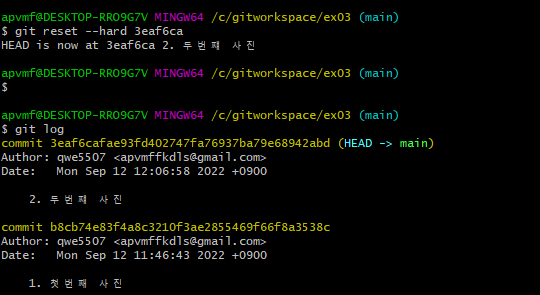 apvmf@DESKTOP-RRO9G7V MINGW64 /c/gitworkspace/ex03 (main)
$ git reset --hard 3eaf6ca
HEAD is now at 3eaf6ca 2. 두번째 사진
apvmf@DESKTOP-RRO9G7V MINGW64 /c/gitworkspace/ex03 (main)
$
apvmf@DESKTOP-RRO9G7V MINGW64 /c/gitworkspace/ex03 (main)
$ git log
commit 3eaf6cafae93fd402747fa76937ba79e68942abd (HEAD -> main)
Author: qwe5507 <apvmffkdls@gmail.com>
Date:   Mon Sep 12 12:06:58 2022 +0900
2. 두번째 사진
commit b8cb74e83f4a8c3210f3ae2855469f66f8a3538c
Author: qwe5507 <apvmffkdls@gmail.com>
Date:   Mon Sep 12 11:46:43 2022 +0900
1. 첫번째 사진